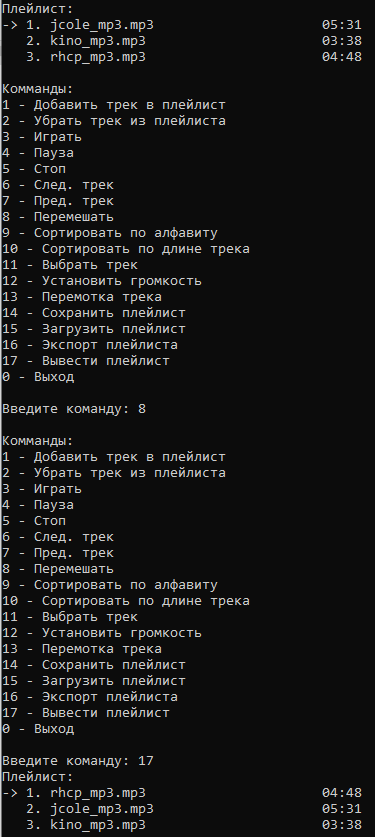 Плейлист:
-> 1. jcole_mp3.mp3 05:31
2. kino_mp3.mp3 03:38
3. rhcp_mp3.mp3 04:48
Комманды:
1 - Добавить трек в плейлист
2 - Убрать трек из плейлиста
3 - Играть
4 - Пауза
5 - Стоп
6 - След. трек
7 - Пред. трек
8 - Перемешать
9 - Сортировать по алфавиту
10 - Сортировать по длине трека
11 - Выбрать трек
12 - Установить громкость
13 - Перемотка трека
14 - Сохранить плейлист
15 - Загрузить плейлист
16 - Экспорт плейлиста
17 - Вывести плейлист
0 - Выход
Введите команду: 8
Комманды:
1 - Добавить трек в плейлист
2 - Убрать трек из плейлиста
3 - Играть
4 - Пауза
5 - Стоп
6 - След. трек
7 - Пред. трек
8 - Перемешать
9 - Сортировать по алфавиту
10 - Сортировать по длине трека
11 - Выбрать трек
12 - Установить громкость
13 - Перемотка трека
14 - Сохранить плейлист
15 - Загрузить плейлист
16 - Экспорт плейлиста
17 - Вывести плейлист
0 - Выход
Введите команду: 17
Плейлист:
-> 1. rhcp_mp3.mp3 04:48
2. jcole_mp3.mp3 05:31
3. kino_mp3.mp3 03:38